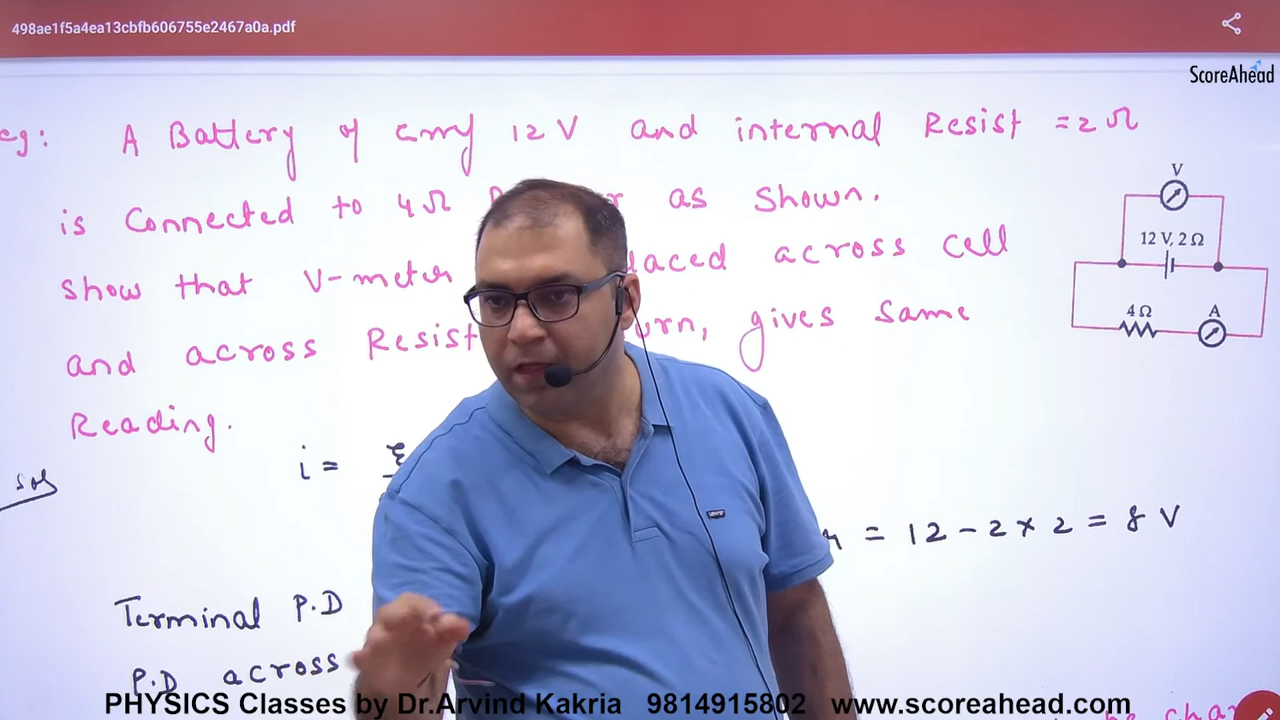 498ae1f5a4ea13cbfb606755e2467a0a.pdf
ScoreAhead
eg: A Battery of emf 12 V and internal Resist = 2 Ω
is connected to 4Ω as shown.
show that V-meter across cell
and across Resist gives same
Reading.
V
12 V, 2 Ω
4 Ω A
Sol
i =
= 12 - 2 × 2 = 8 V
Terminal P.D
P.D across
PHYSICS Classes by Dr.Arvind Kakria 9814915802 www.scoreahead.com